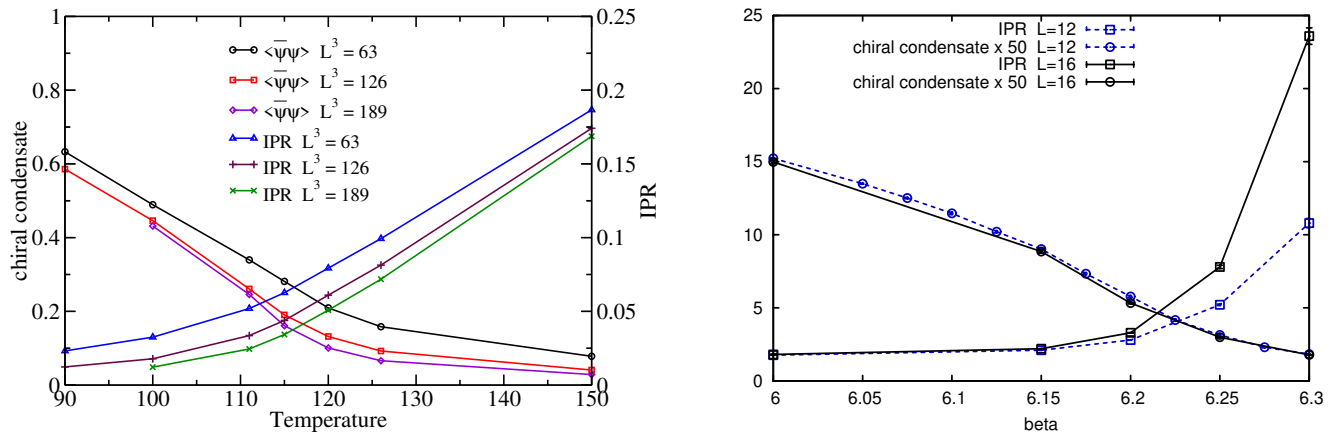 1
0.8
0.6
0.4
0.2
0
chiral condensate
90 100 110 120 130 140 150
Temperature
0.25
0.2
0.15
0.1
0.05
0
IPR
<ψ̅ψ> L³ = 63
<ψ̅ψ> L³ = 126
<ψ̅ψ> L³ = 189
IPR L³ = 63
IPR L³ = 126
IPR L³ = 189
25
20
15
10
5
0
6 6.05 6.1 6.15 6.2 6.25 6.3
beta
IPR L=12
chiral condensate x 50 L=12
IPR L=16
chiral condensate x 50 L=16